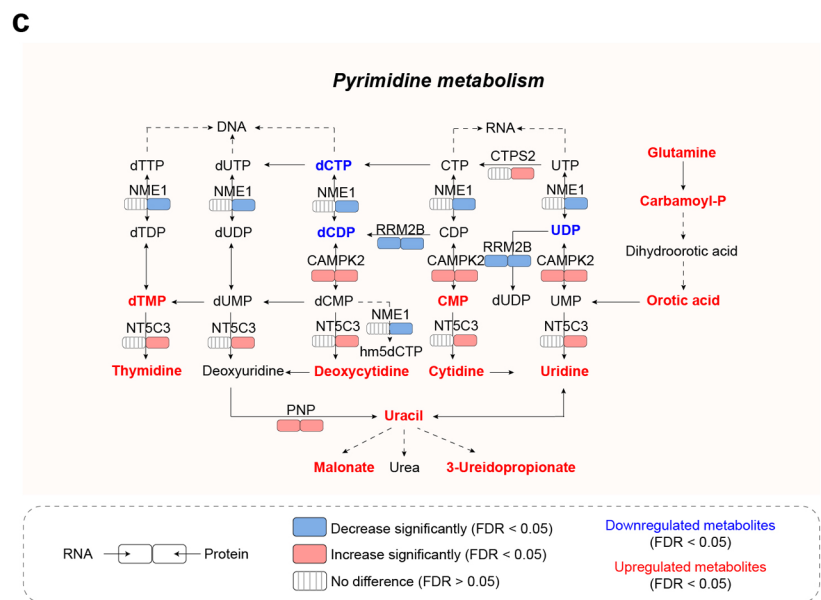 c
Pyrimidine metabolism
DNA
RNA
dTTP
dUTP
dCTP
CTP
CTPS2
UTP
Glutamine
NME1
NME1
NME1
NME1
NME1
Carbamoyl-P
dTDP
dUDP
dCDP
RRM2B
CDP
UDP
RRM2B
Dihydroorotic acid
CAMPK2
CAMPK2
CAMPK2
dTMP
dUMP
dCMP
CMP
dUDP
UMP
Orotic acid
NME1
NT5C3
NT5C3
NT5C3
NT5C3
NT5C3
hm5dCTP
Thymidine
Deoxyuridine
Deoxycytidine
Cytidine
Uridine
PNP
Uracil
Malonate
Urea
3-Ureidopropionate
RNA
Protein
Decrease significantly (FDR < 0.05)
Increase significantly (FDR < 0.05)
No difference (FDR > 0.05)
Downregulated metabolites
(FDR < 0.05)
Upregulated metabolites
(FDR < 0.05)